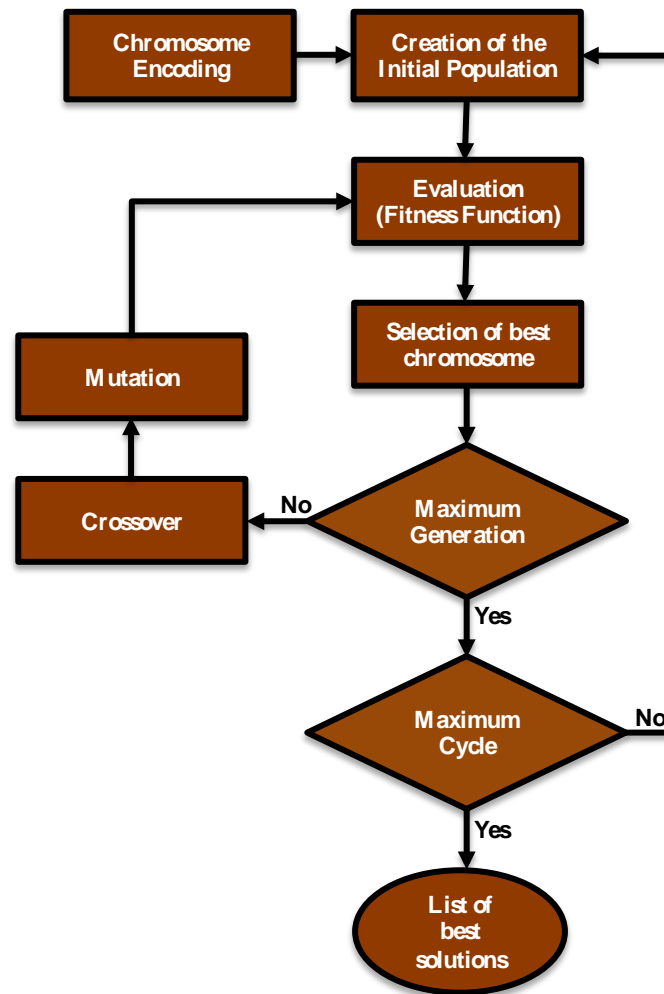 Chromosome
Encoding
Creation of the
Initial Population
Evaluation
(Fitness Function)
Selection of best
chromosome
Mutation
Crossover
No
Maximum
Generation
Yes
Maximum
Cycle
No
Yes
List of
best
solutions